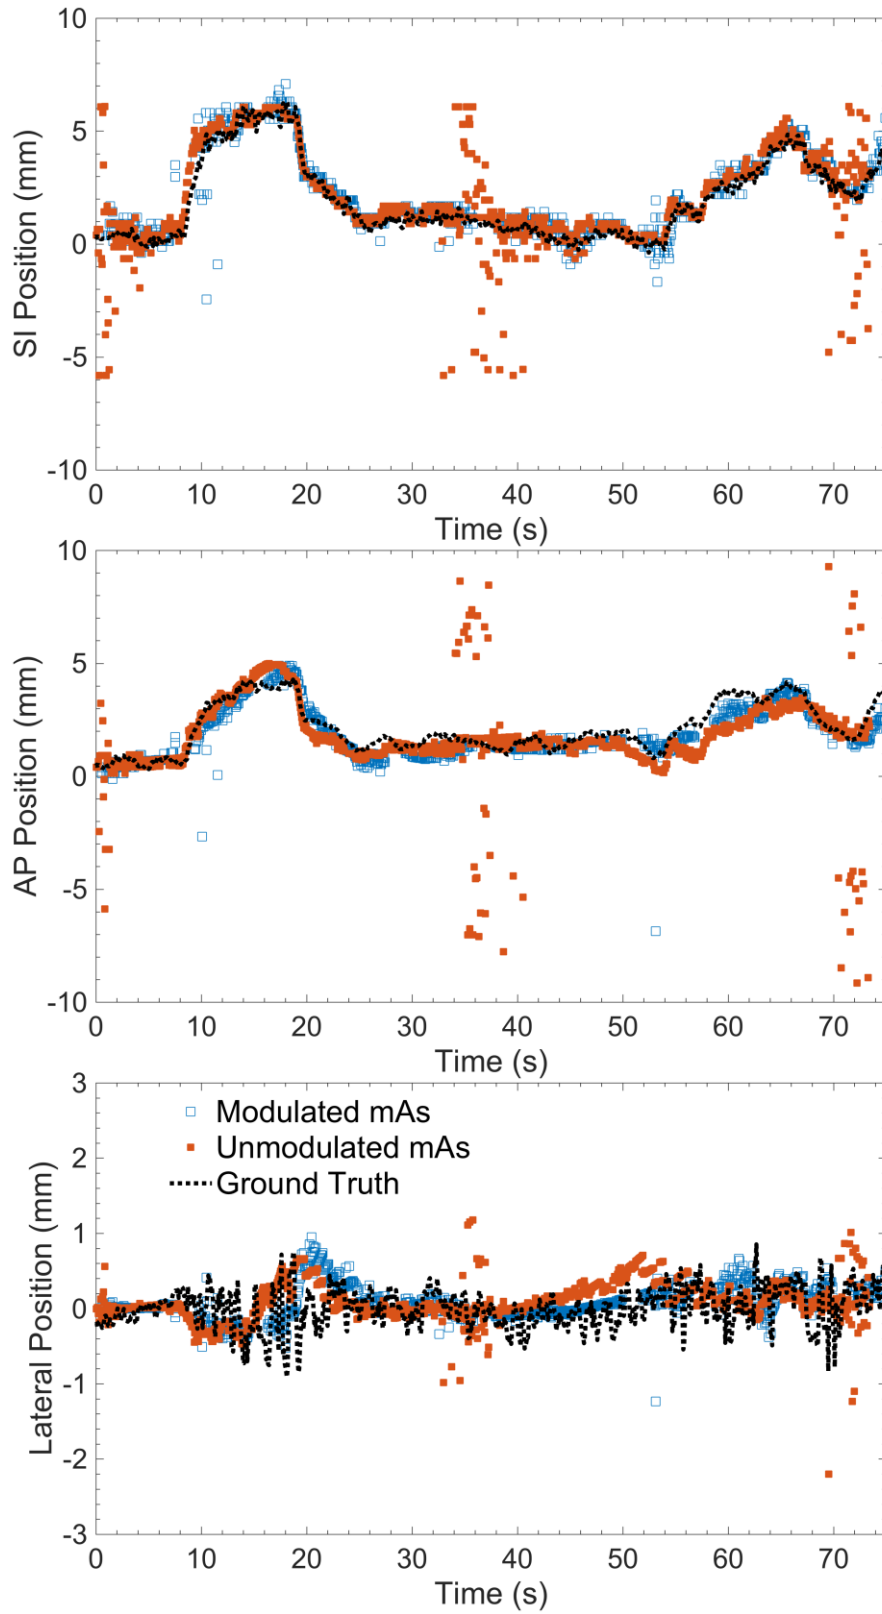 10
5
0
-5
-10
SI Position (mm)
0 10 20 30 40 50 60 70
Time (s)
10
5
0
-5
-10
AP Position (mm)
0 10 20 30 40 50 60 70
Time (s)
3
2
1
0
-1
-2
-3
Lateral Position (mm)
Modulated mAs
Unmodulated mAs
Ground Truth
0 10 20 30 40 50 60 70
Time (s)